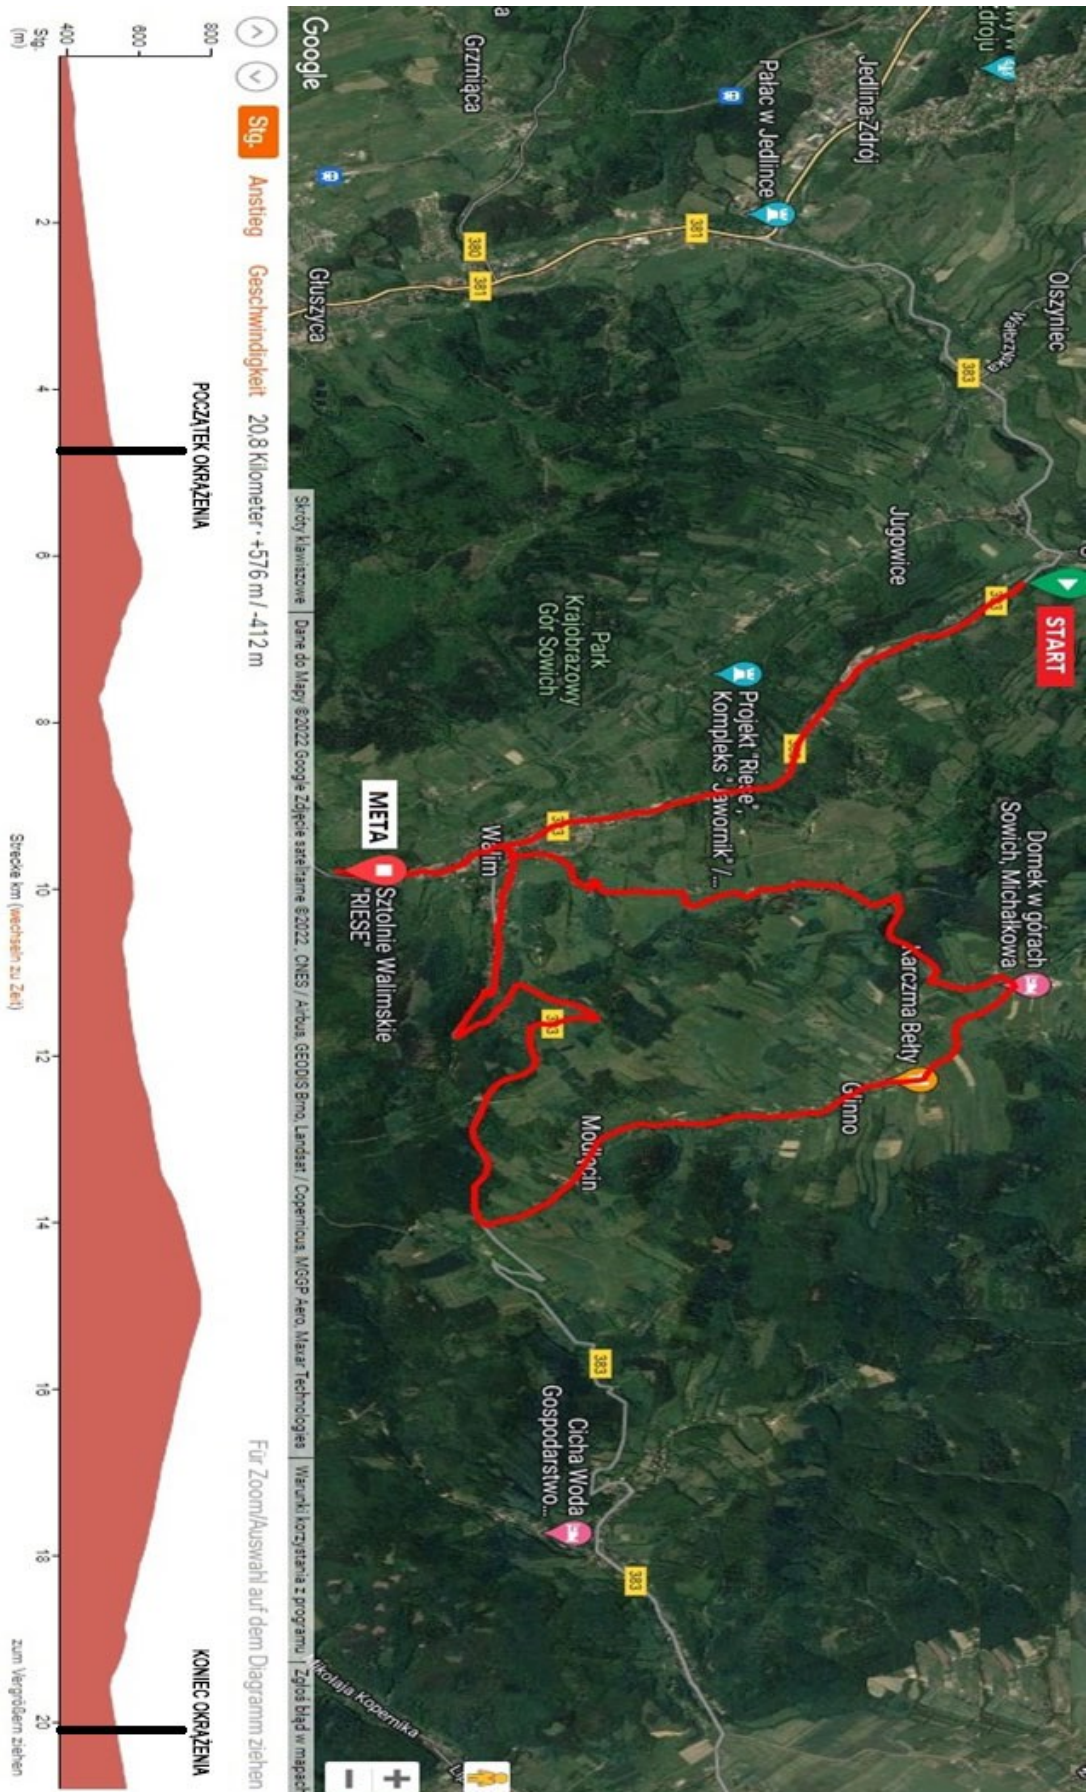 a
Grzmiąca
Google
Jedlina-Zdrój
Pałac w Jedlince
381
380
381
Głuszyca
Olszyniec
Wałbrzyska
383
Jugowice
START
Park
Krajobrazowy
Gór Sowich
Projekt "Riese",
Kompleks "Jawornik" /...
META
Walim
Sztolnie Walimskie
"RIESE"
Domek w górach
Sowich, Michałkowa
Karczma Bełty
Glinno
Modlęcin
383
Cicha Woda
Gospodarstwo...
383
Mikołaja Kopernika
Skróty klawiszowe
Dane do Mapy ©2022 Google Zdjęcie satelitarne ©2022 , CNES / Airbus, GEODIS Brno, Landsat / Copernicus, MGGP Aero, Maxar Technologies
Warunki korzystania z programu
Zgłoś błąd w mapach
Stg. Anstieg Geschwindigkeit 20,8 Kilometer · +576 m / -412 m
Für Zoom/Auswahl auf dem Diagramm ziehen
POCZĄTEK OKRĄŻENIA
KONIEC OKRĄŻENIA
800
600
400
Stg.
(m)
2 4 6 8 10 12 14 16 18 20
Strecke km (wechseln zu Zeit)
zum Vergrößern ziehen